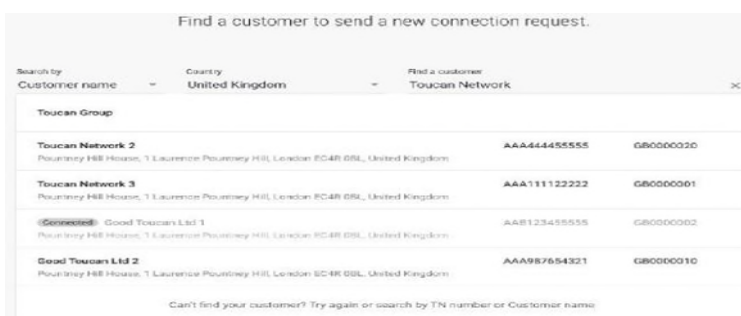 Find a customer to send a new connection request.
Search by Country Find a customer
Customer name United Kingdom Toucan Network
Toucan Group
Toucan Network 2 AAA444455555 GB0000020
Pountney Hill House, 1 Laurence Pountney Hill, London EC4R 0BL, United Kingdom
Toucan Network 3 AAA111122222 GB0000001
Pountney Hill House, 1 Laurence Pountney Hill, London EC4R 0BL, United Kingdom
Connected Good Toucan Ltd 1 AAB123455555 GB0000002
Pountney Hill House, 1 Laurence Pountney Hill, London EC4R 0BL, United Kingdom
Good Toucan Ltd 2 AAA987654321 GB0000010
Pountney Hill House, 1 Laurence Pountney Hill, London EC4R 0BL, United Kingdom
Can't find your customer? Try again or search by TN number or Customer name